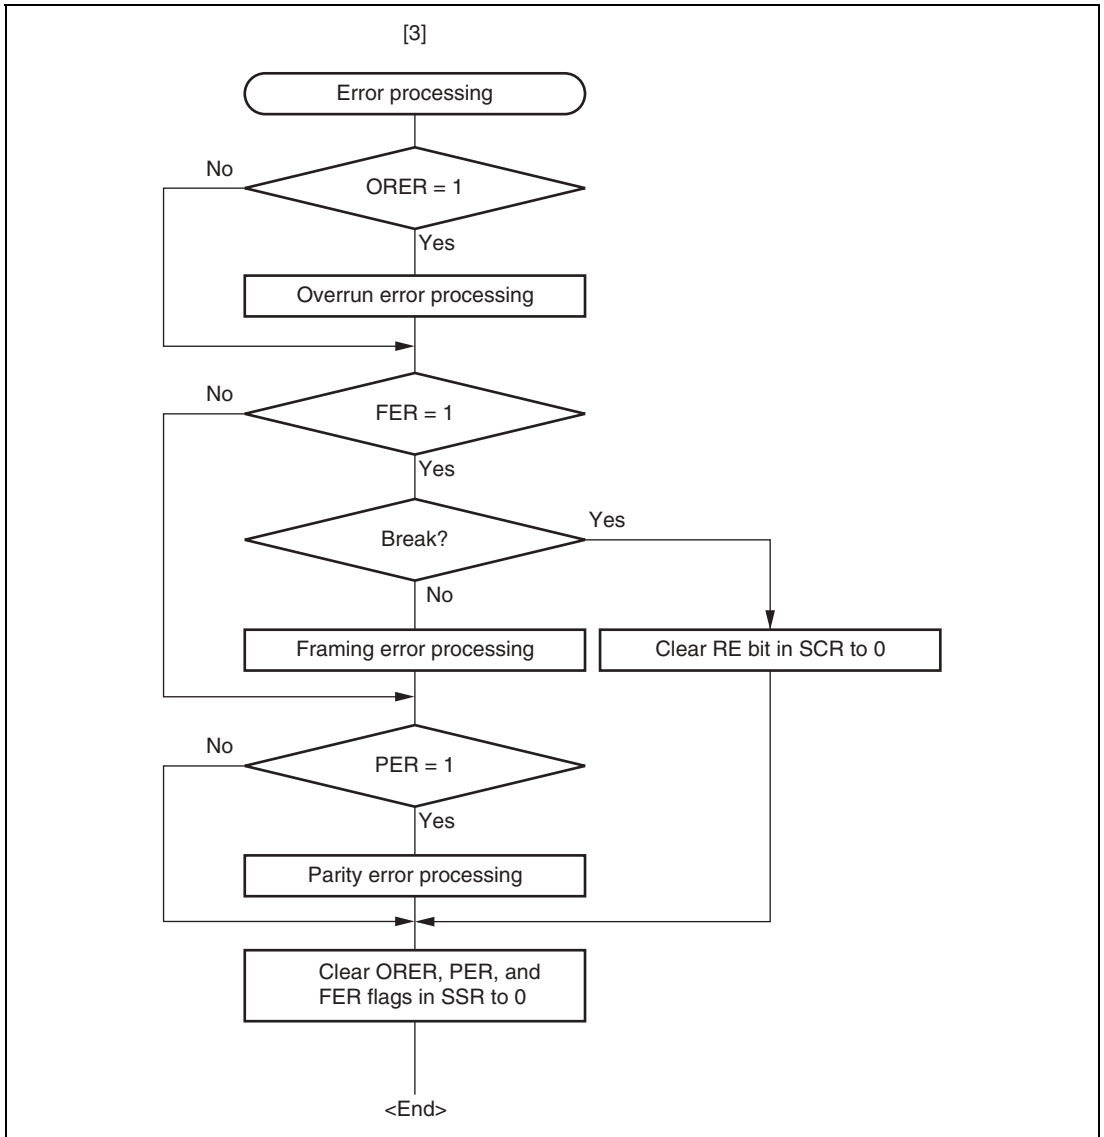 [3]
Error processing
No
ORER = 1
Yes
Overrun error processing
No
FER = 1
Yes
Break?
Yes
No
Framing error processing
Clear RE bit in SCR to 0
No
PER = 1
Yes
Parity error processing
Clear ORER, PER, and
FER flags in SSR to 0
<End>